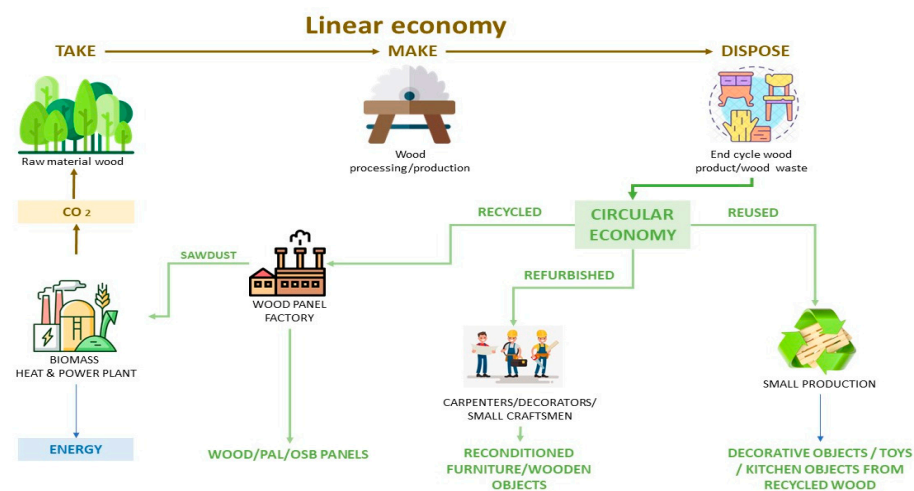 Linear economy
TAKE
MAKE
DISPOSE
Raw material wood
Wood
processing/production
End cycle wood
product/wood waste
CO 2
RECYCLED
CIRCULAR
ECONOMY
REUSED
SAWDUST
REFURBISHED
WOOD PANEL
FACTORY
BIOMASS
HEAT & POWER PLANT
CARPENTERS/DECORATORS/
SMALL CRAFTSMEN
SMALL PRODUCTION
ENERGY
WOOD/PAL/OSB PANELS
RECONDITIONED
FURNITURE/WOODEN
OBJECTS
DECORATIVE OBJECTS / TOYS
/ KITCHEN OBJECTS FROM
RECYCLED WOOD